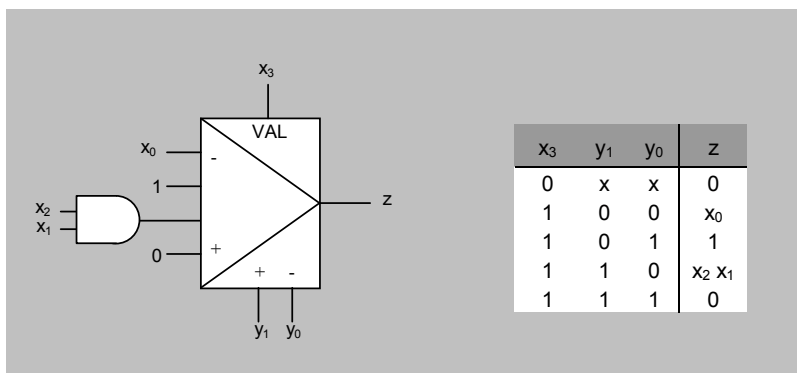 x₃
VAL
x₀ -
1
x₂
x₁
z
0 +
+ -
y₁ y₀
x₃ y₁ y₀ z
0 x x 0
1 0 0 x₀
1 0 1 1
1 1 0 x₂ x₁
1 1 1 0